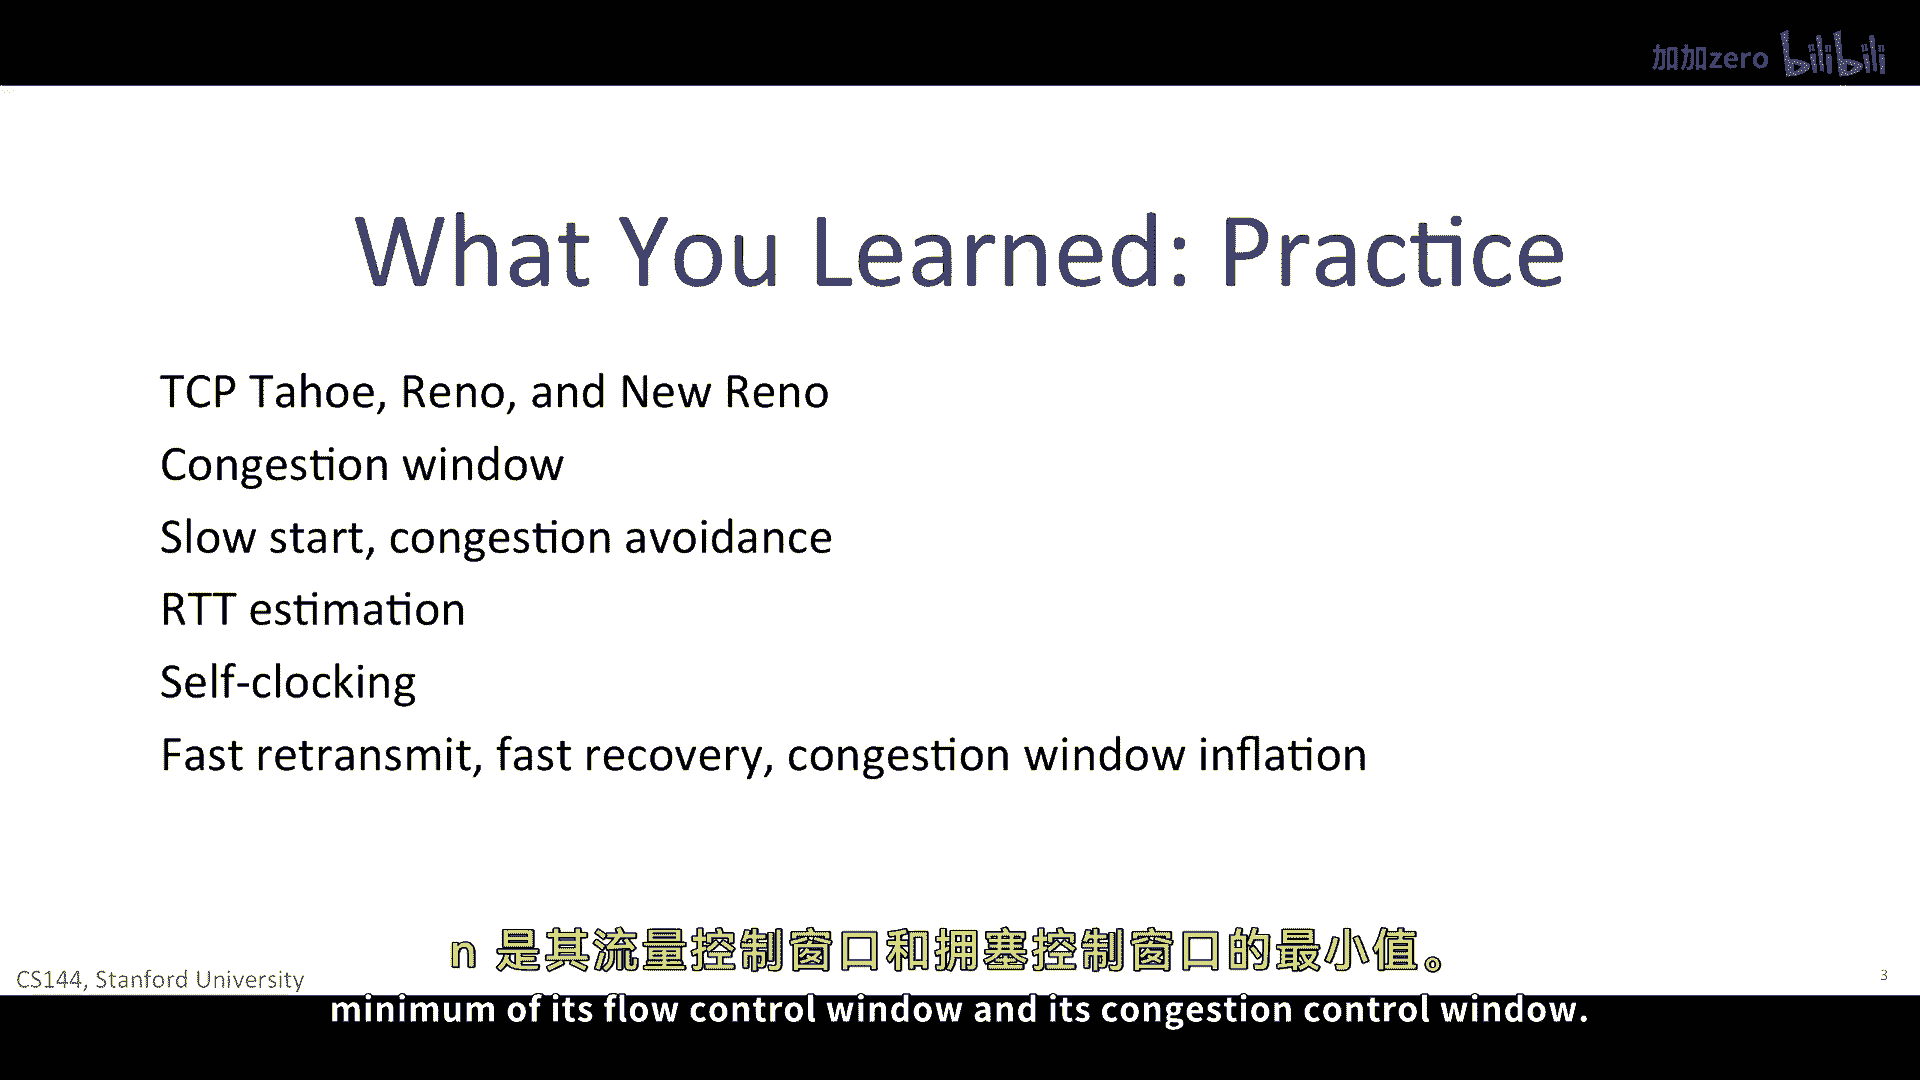 加加zero bilibili
What You Learned: Practice
TCP Tahoe, Reno, and New Reno
Congestion window
Slow start, congestion avoidance
RTT estimation
Self-clocking
Fast retransmit, fast recovery, congestion window inflation
n 是其流量控制窗口和拥塞控制窗口的最小值。
CS144, Stanford University
3
minimum of its flow control window and its congestion control window.